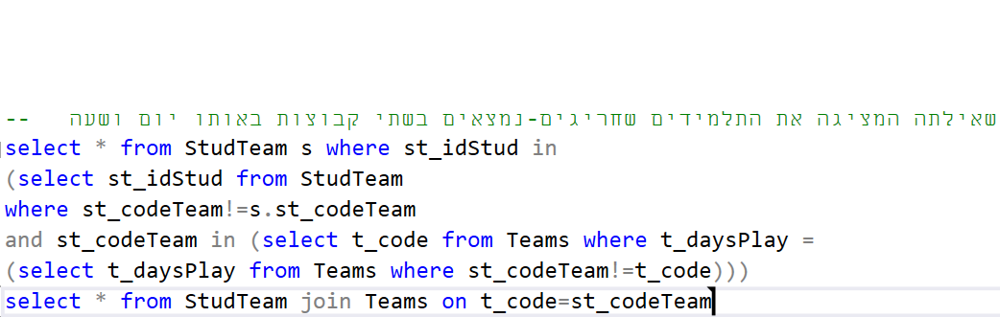 -- שאילתה המציגה את התלמידים שחריגים-נמצאים בשתי קבוצות באותו יום ושעה
select * from StudTeam s where st_idStud in
(select st_idStud from StudTeam
where st_codeTeam!=s.st_codeTeam
and st_codeTeam in (select t_code from Teams where t_daysPlay =
(select t_daysPlay from Teams where st_codeTeam!=t_code)))
select * from StudTeam join Teams on t_code=st_codeTeam